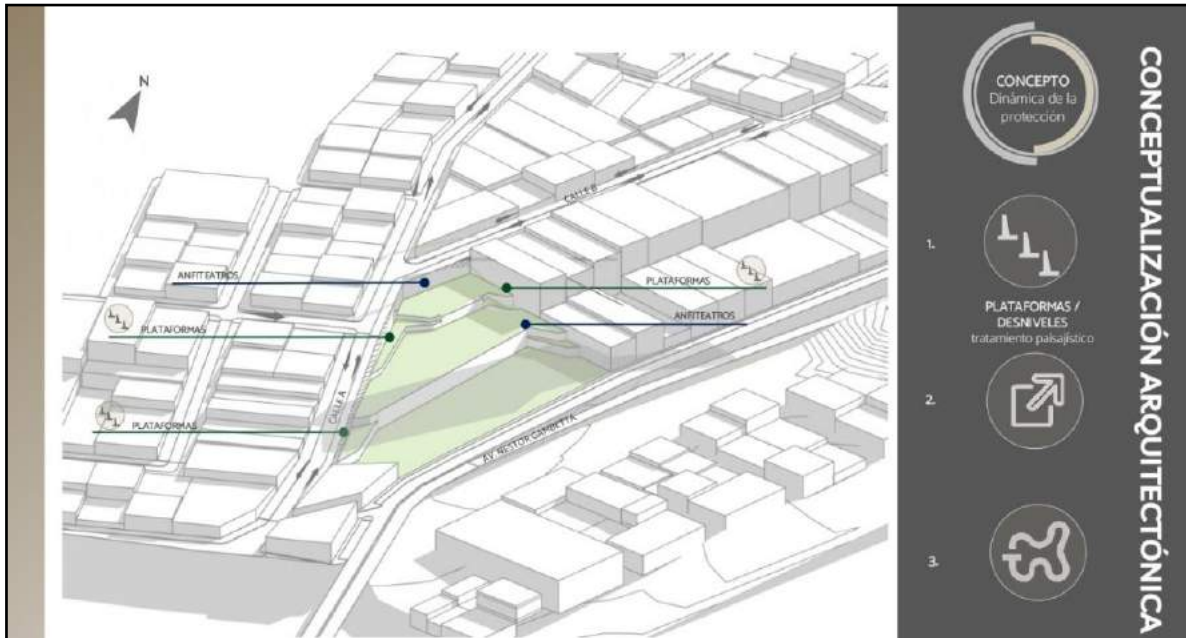 N
CALLE B
ANFITEATROS
PLATAFORMAS
ANFITEATROS
PLATAFORMAS
CALLE A
PLATAFORMAS
AV. NESTOR GAMBETTA
CONCEPTO
Dinámica de la
protección
1.
PLATAFORMAS /
DESNIVELES
tratamiento paisajístico
2.
3.
CONCEPTUALIZACIÓN ARQUITECTÓNICA